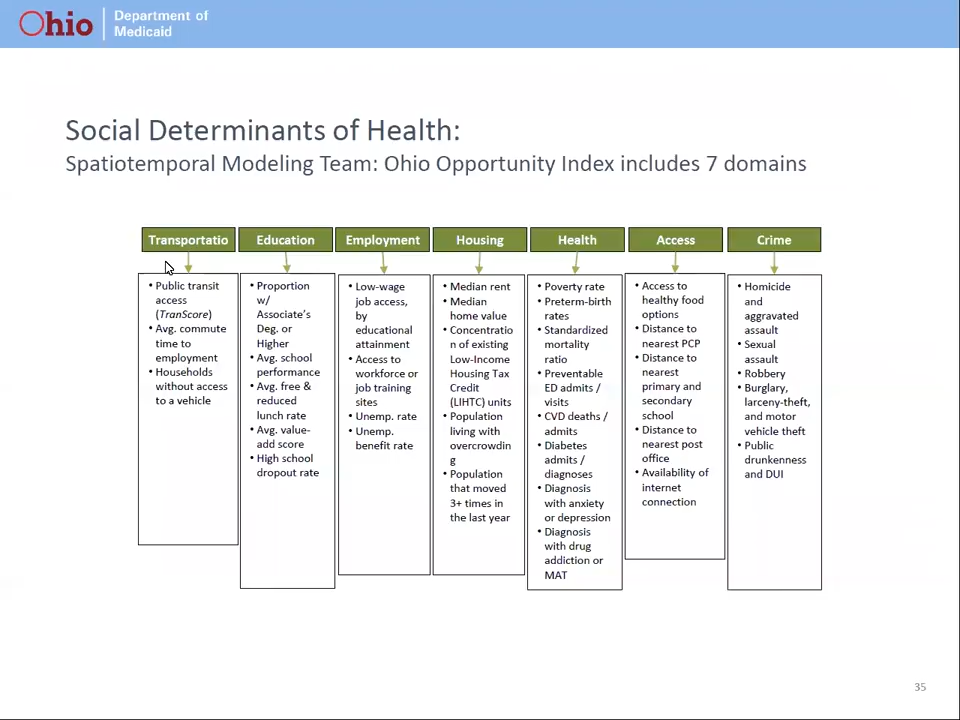 Ohio
Department of
Medicaid
Social Determinants of Health:
Spatiotemporal Modeling Team: Ohio Opportunity Index includes 7 domains
Transportatio
• Public transit
access
(TranScore)
• Avg. commute
time to
employment
• Households
without access
to a vehicle
Education
• Proportion
w/
Associate's
Deg. or
Higher
• Avg. school
performance
• Avg. free &
reduced
lunch rate
• Avg. value-
add score
• High school
dropout rate
Employment
• Low-wage
job access,
by
educational
attainment
• Access to
workforce or
job training
sites
• Unemp. rate
• Unemp.
benefit rate
Housing
• Median rent
• Median
home value
• Concentratio
n of existing
Low-Income
Housing Tax
Credit
(LIHTC) units
• Population
living with
overcrowdin
g
• Population
that moved
3+ times in
the last year
Health
• Poverty rate
• Preterm-birth
rates
• Standardized
mortality
ratio
• Preventable
ED admits /
visits
• CVD deaths /
admits
• Diabetes
admits /
diagnoses
• Diagnosis
with anxiety
or depression
• Diagnosis
with drug
addiction or
MAT
Access
• Access to
healthy food
options
• Distance to
nearest PCP
• Distance to
nearest
primary and
secondary
school
• Distance to
nearest post
office
• Availability of
internet
connection
Crime
• Homicide
and
aggravated
assault
• Sexual
assault
• Robbery
• Burglary,
larceny-theft,
and motor
vehicle theft
• Public
drunkenness
and DUI
35